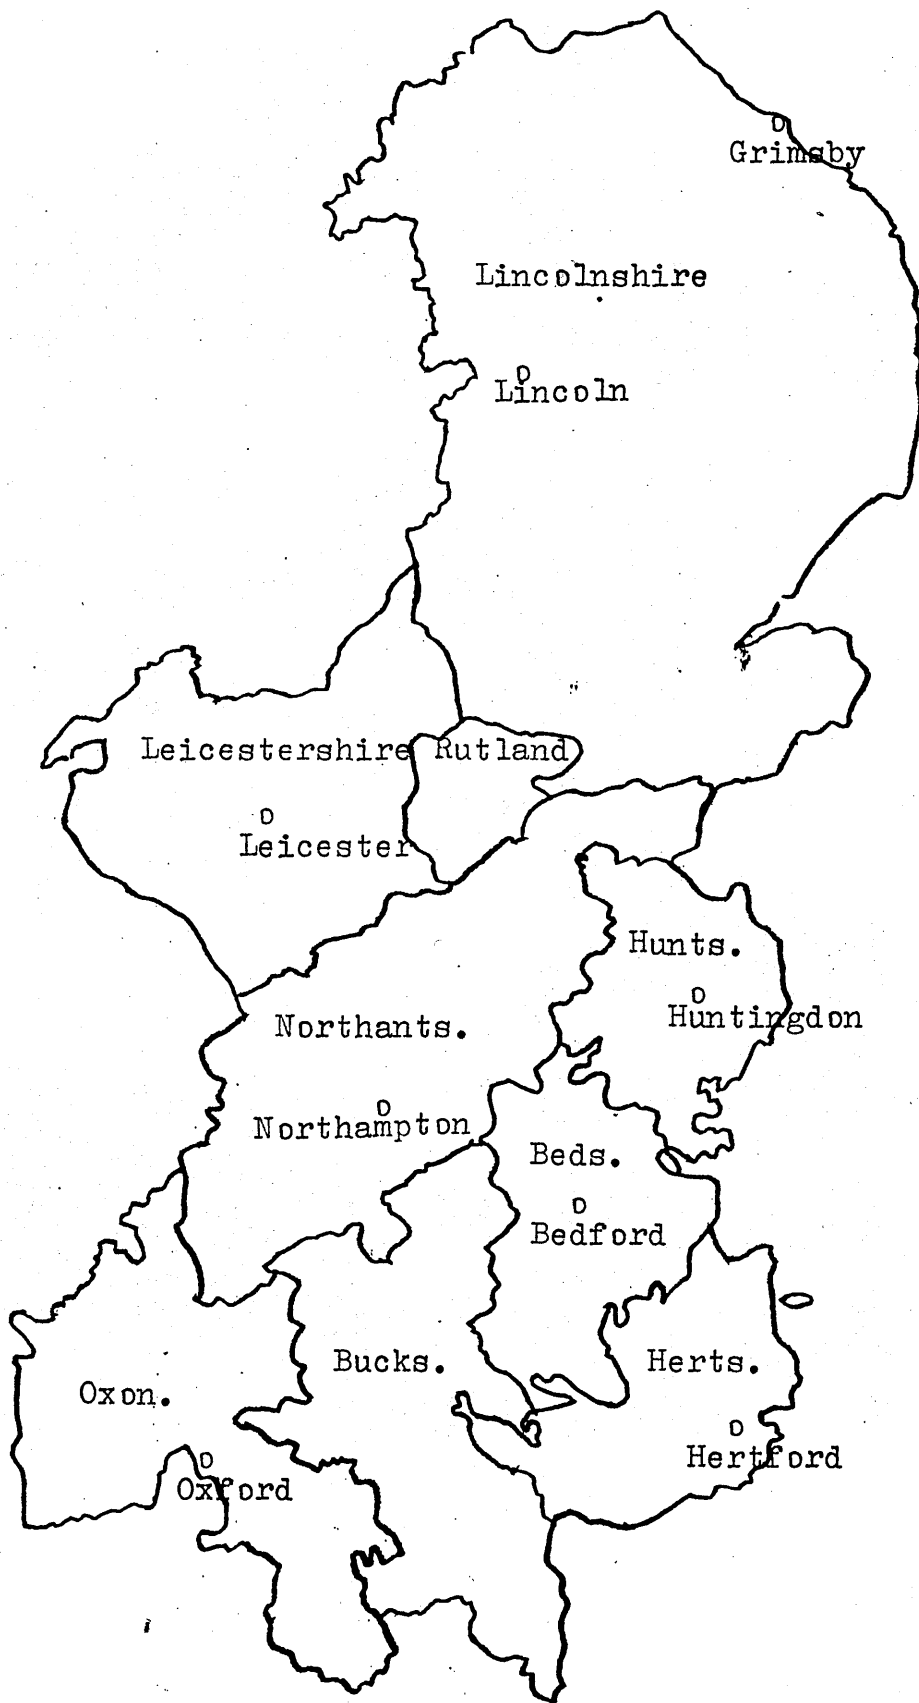 Grimsby
Lincolnshire
Lincoln
Leicestershire
Rutland
Leicester
Hunts.
Huntingdon
Northants.
Northampton
Beds.
Bedford
Bucks.
Herts.
Oxon.
Hertford
Oxford